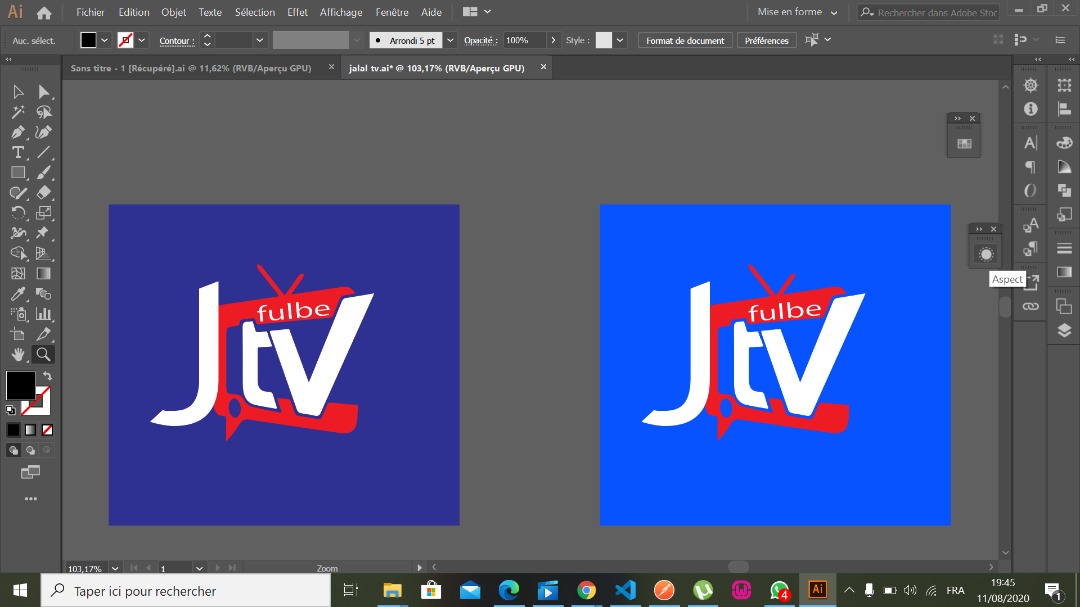 Ai Fichier Edition Objet Texte Sélection Effet Affichage Fenêtre Aide Mise en forme Rechercher dans Adobe Stoc
Auc. sélect. Contour : Arrondi 5 pt Opacité : 100% Style : Format de document Préférences
Sans titre - 1 [Récupéré].ai @ 11,62% (RVB/Aperçu GPU) × jalal tv.ai* @ 103,17% (RVB/Aperçu GPU) ×
fulbe
Jtv
fulbe
Jtv
Aspect
103,17% 1 Zoom
Taper ici pour rechercher
4
Ai
FRA
19:45
11/08/2020
1